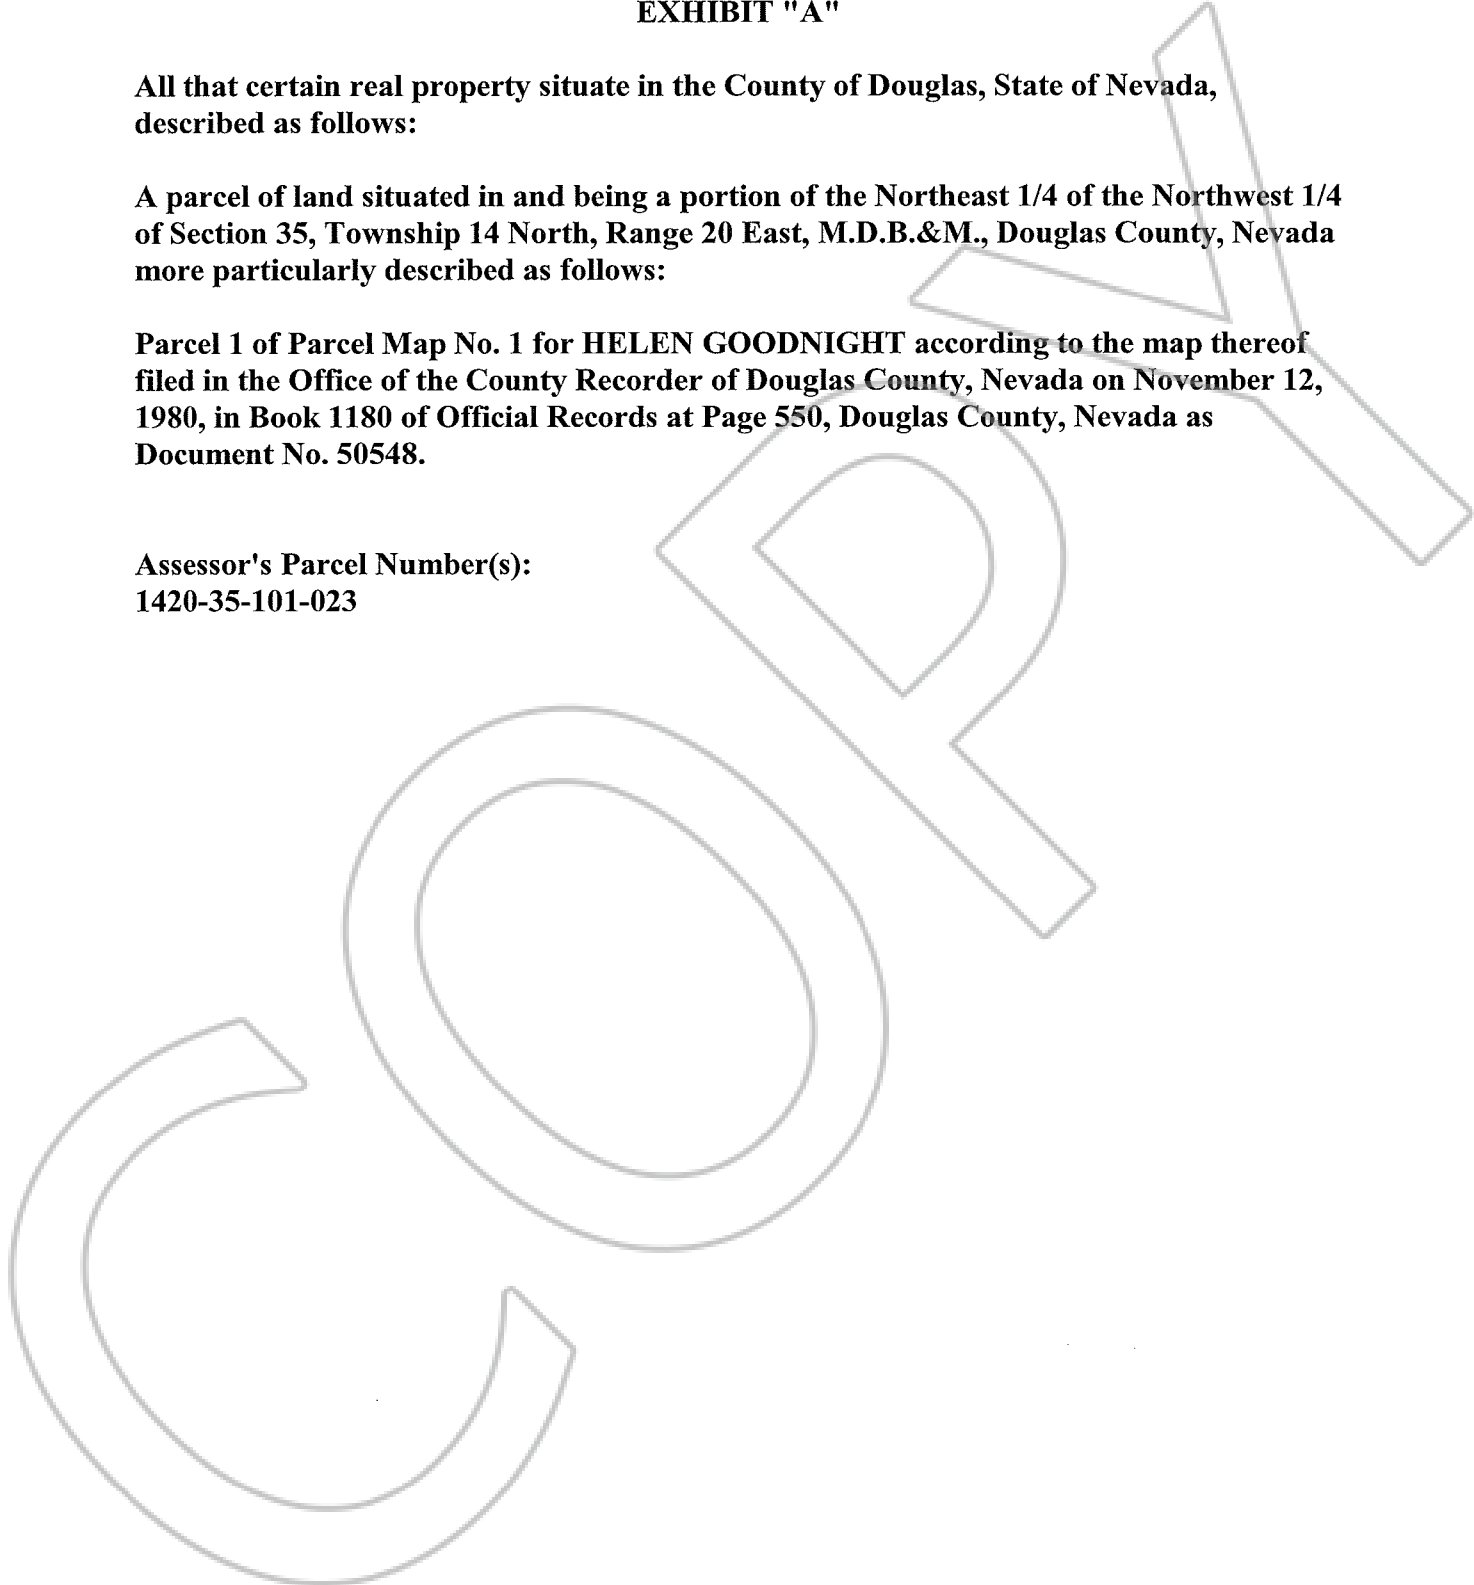 EXHIBIT "A"
All that certain real property situate in the County of Douglas, State of Nevada,
described as follows:
A parcel of land situated in and being a portion of the Northeast 1/4 of the Northwest 1/4
of Section 35, Township 14 North, Range 20 East, M.D.B.&M., Douglas County, Nevada
more particularly described as follows:
Parcel 1 of Parcel Map No. 1 for HELEN GOODNIGHT according to the map thereof
filed in the Office of the County Recorder of Douglas County, Nevada on November 12,
1980, in Book 1180 of Official Records at Page 550, Douglas County, Nevada as
Document No. 50548.
Assessor's Parcel Number(s):
1420-35-101-023
COPY